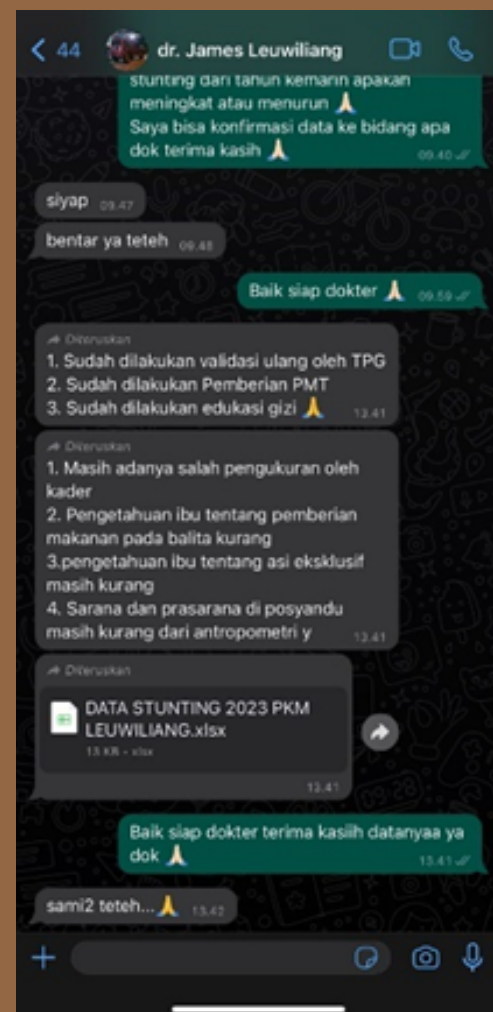 44 dr. James Leuwiliang
stunting dari tahun kemarin apakah
meningkat atau menurun 🙏🏻
Saya bisa konfirmasi data ke bidang apa
dok terima kasih 🙏🏻 09.40
siyap 09.47
bentar ya teteh 09.48
Baik siap dokter 🙏🏻 09.59
Diteruskan
1. Sudah dilakukan validasi ulang oleh TPG
2. Sudah dilakukan Pemberian PMT
3. Sudah dilakukan edukasi gizi 🙏 13.41
Diteruskan
1. Masih adanya salah pengukuran oleh
kader
2. Pengetahuan ibu tentang pemberian
makanan pada balita kurang
3.pengetahuan ibu tentang asi eksklusif
masih kurang
4. Sarana dan prasarana di posyandu
masih kurang dari antropometri y 13.41
Diteruskan
DATA STUNTING 2023 PKM
LEUWILIANG.xlsx
13 KB - xlsx
13.41
Baik siap dokter terima kasiih datanyaa ya
dok 🙏🏻 13.41
sami2 teteh...🙏 13.42